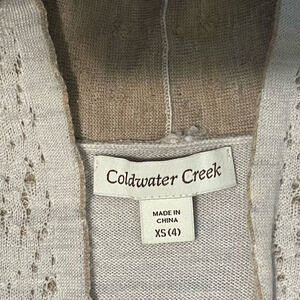 Coldwater Creek
MADE IN
CHINA
XS (4)